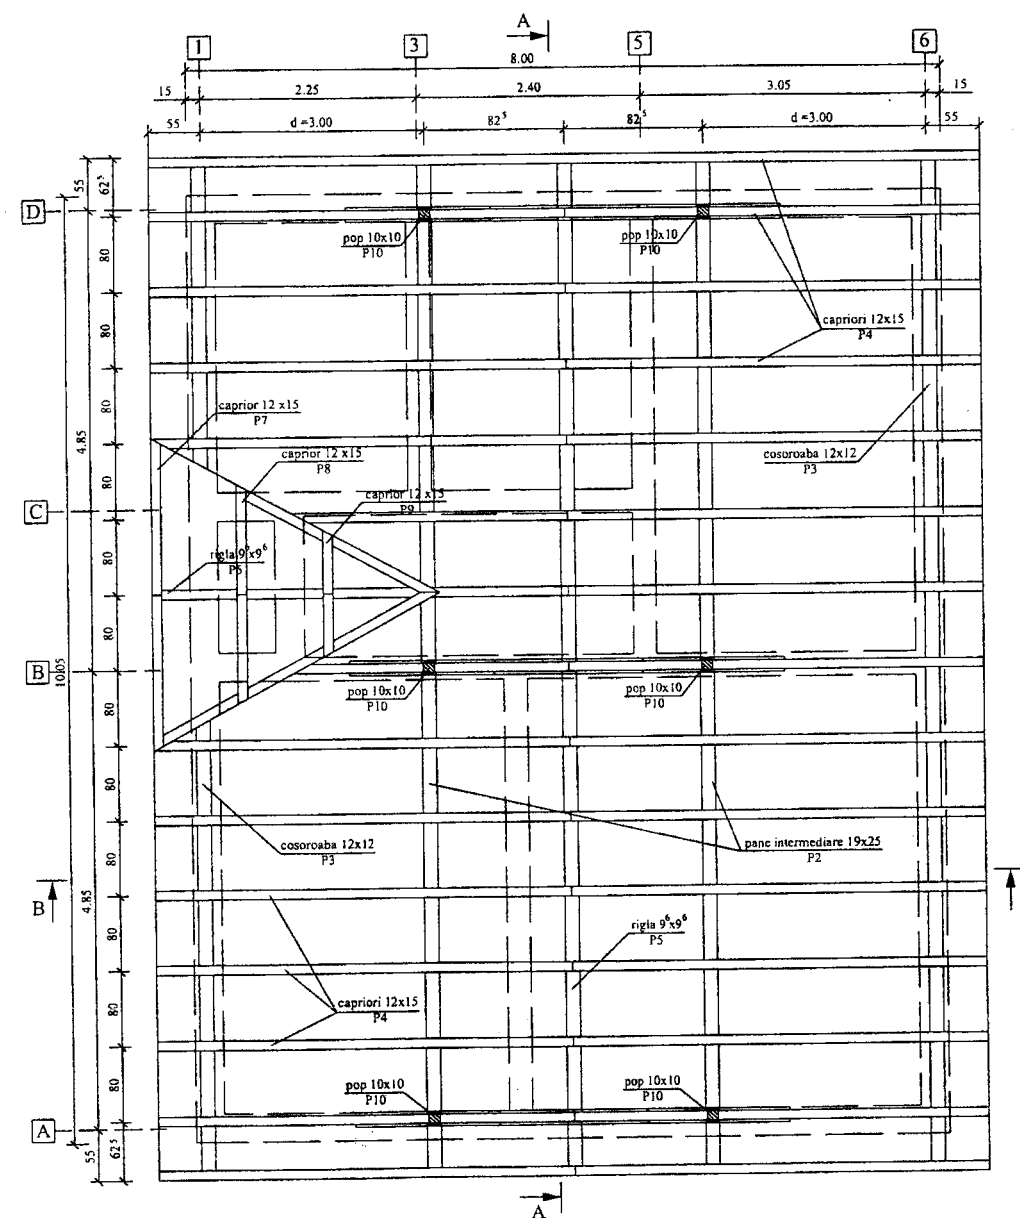 A
1
3
5
6
8.00
15
2.25
2.40
3.05
15
55
d =3.00
82⁵
82⁵
d =3.00
55
55
62⁵
D
pop 10x10
P10
pop 10x10
P10
80
80
capriori 12x15
P4
80
caprior 12 x15
P7
4.85
caprior 12 x15
P8
cosoroaba 12x12
P3
80
caprior 12 x15
P9
C
80
rigla 9⁶x9⁶
P5
80
B
10.05
pop 10x10
P10
pop 10x10
P10
80
80
cosoroaba 12x12
P3
pane intermediare 19x25
P2
80
B
4.85
80
rigla 9⁶x9⁶
P5
80
capriori 12x15
P4
80
pop 10x10
P10
pop 10x10
P10
A
55
62⁵
A